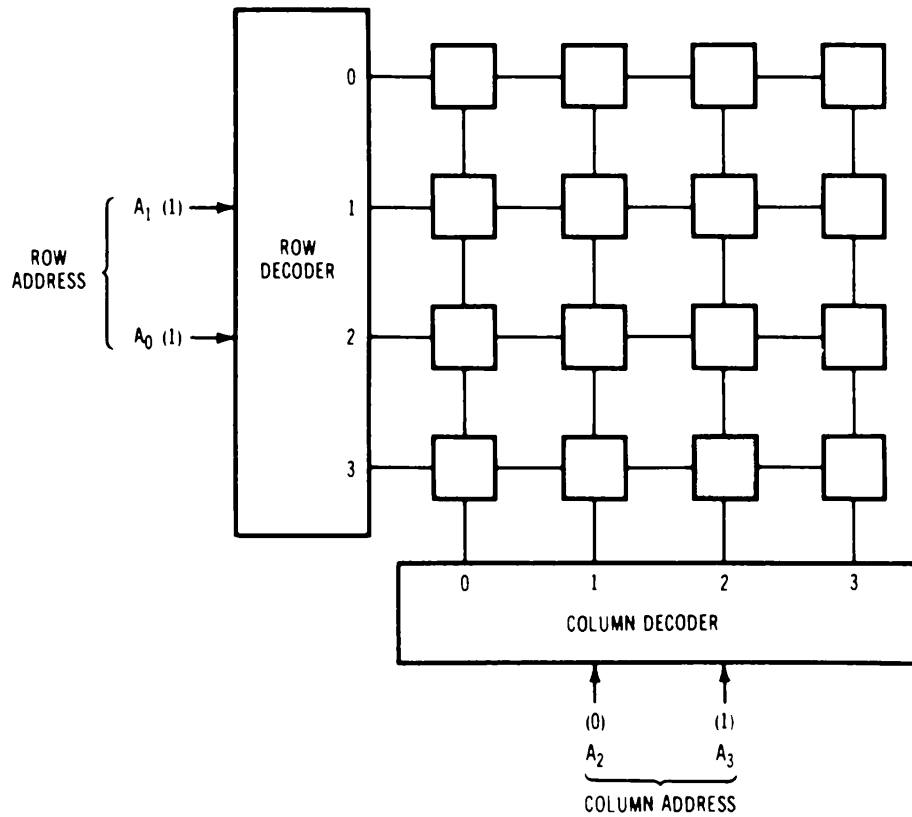 0
A₁ (1)
1
ROW ADDRESS
ROW DECODER
A₀ (1)
2
3
0 1 2 3
COLUMN DECODER
(0) (1)
A₂ A₃
COLUMN ADDRESS